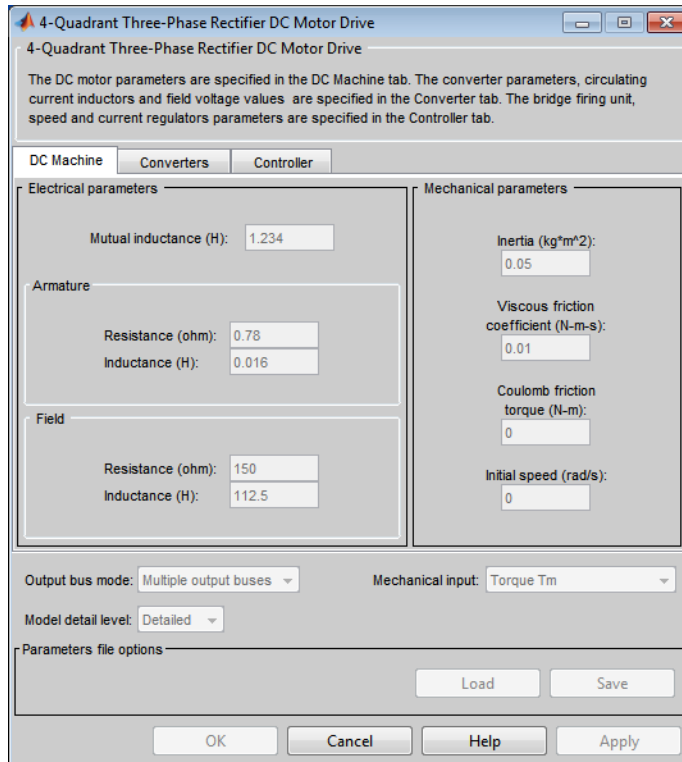 4-Quadrant Three-Phase Rectifier DC Motor Drive
4-Quadrant Three-Phase Rectifier DC Motor Drive
The DC motor parameters are specified in the DC Machine tab. The converter parameters, circulating
current inductors and field voltage values are specified in the Converter tab. The bridge firing unit,
speed and current regulators parameters are specified in the Controller tab.
DC Machine Converters Controller
Electrical parameters
Mutual inductance (H): 1.234
Armature
Resistance (ohm): 0.78
Inductance (H): 0.016
Field
Resistance (ohm): 150
Inductance (H): 112.5
Mechanical parameters
Inertia (kg*m^2):
0.05
Viscous friction
coefficient (N-m-s):
0.01
Coulomb friction
torque (N-m):
0
Initial speed (rad/s):
0
Output bus mode: Multiple output buses Mechanical input: Torque Tm
Model detail level: Detailed
Parameters file options
Load Save
OK Cancel Help Apply